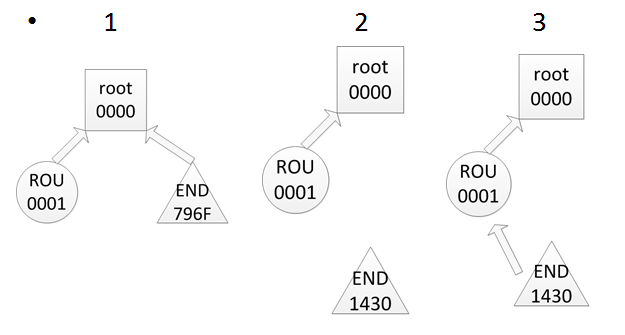 • 1 2 3
root
0000
ROU
0001
END
796F
root
0000
ROU
0001
END
1430
root
0000
ROU
0001
END
1430